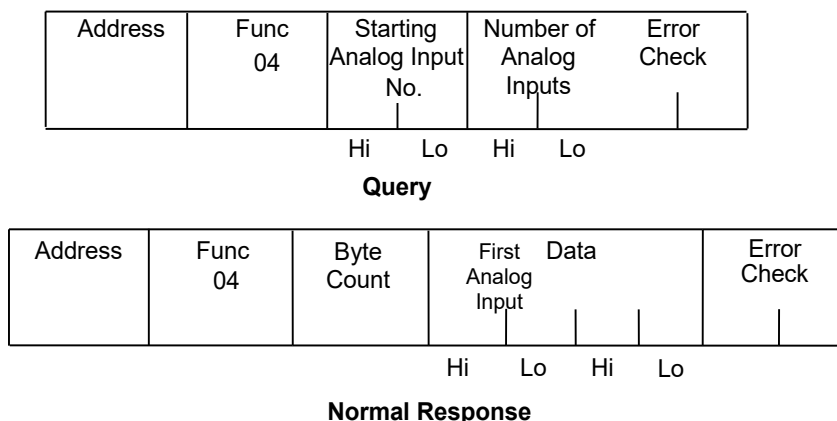 Address Func Starting Number of Error
04 Analog Input Analog Check
No. Inputs
Hi Lo Hi Lo
Query
Address Func Byte First Data Error
04 Count Analog Check
Input
Hi Lo Hi Lo
Normal Response